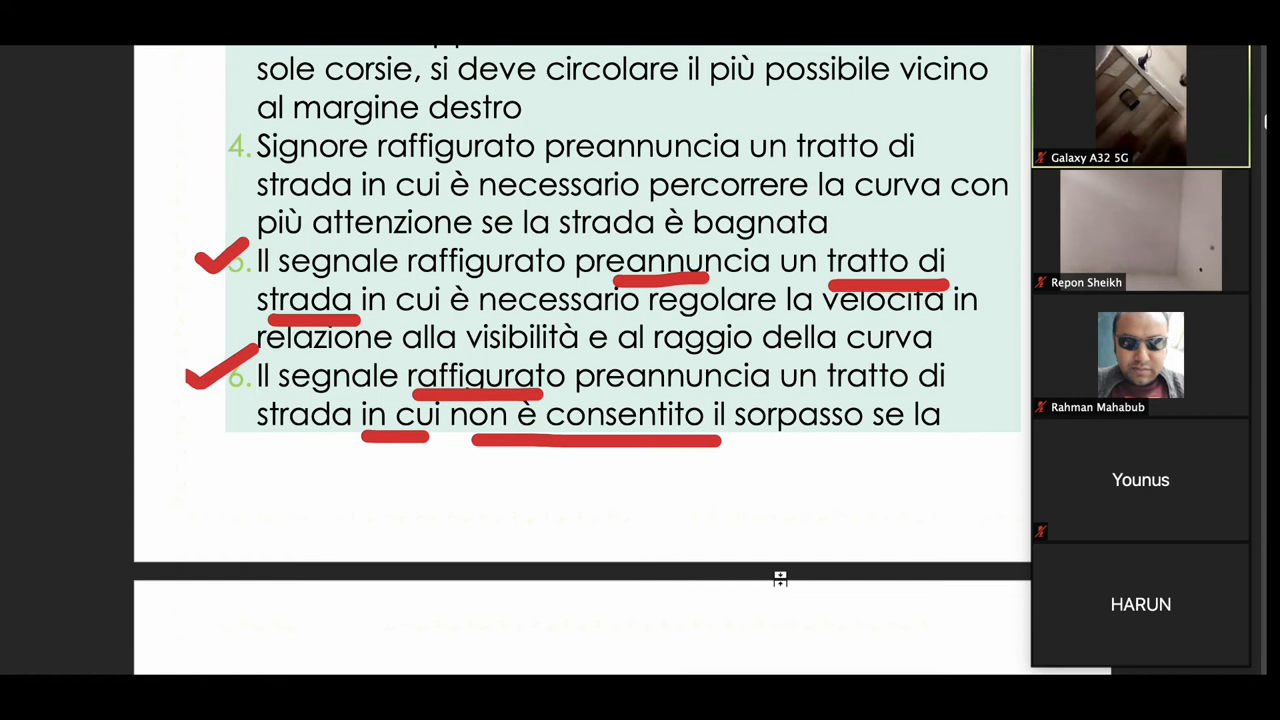 sole corsie, si deve circolare il più possibile vicino
al margine destro
4. Signore raffigurato preannuncia un tratto di
strada in cui è necessario percorrere la curva con
più attenzione se la strada è bagnata
5. Il segnale raffigurato preannuncia un tratto di
strada in cui è necessario regolare la velocità in
relazione alla visibilità e al raggio della curva
6. Il segnale raffigurato preannuncia un tratto di
strada in cui non è consentito il sorpasso se la
Galaxy A32 5G
Repon Sheikh
Rahman Mahabub
Younus
HARUN